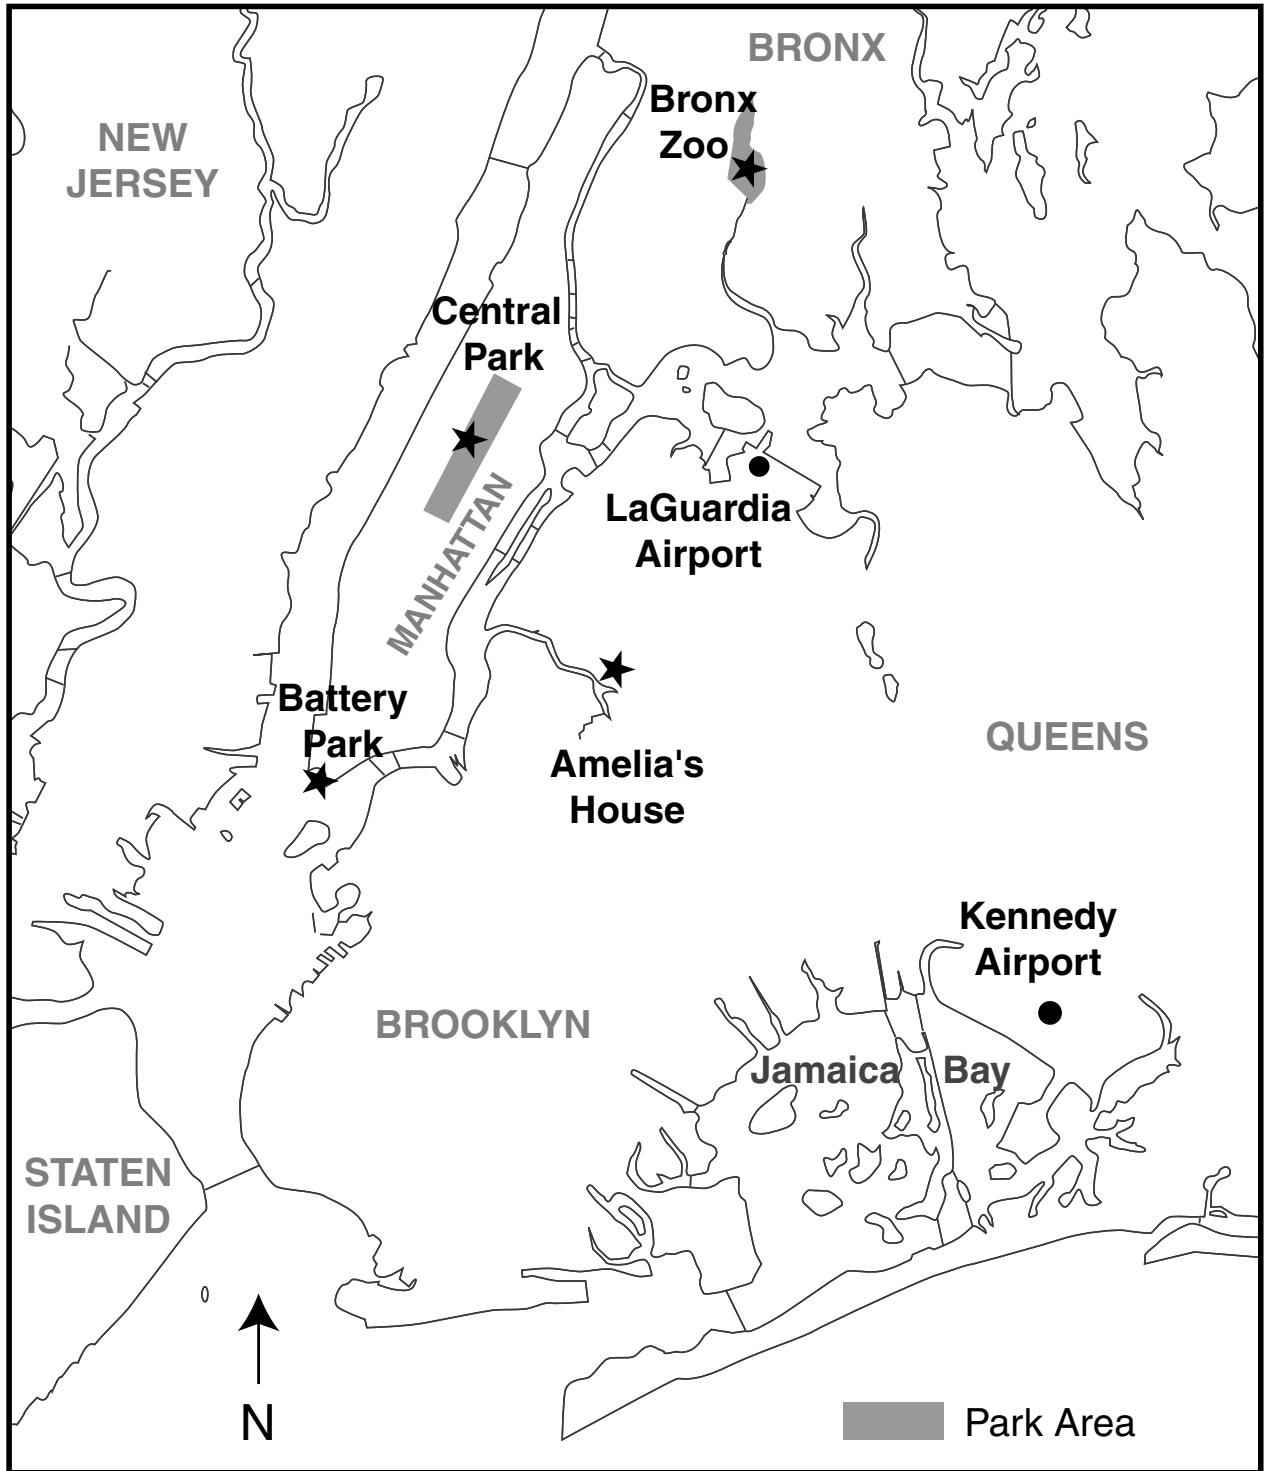 BRONX
Bronx
Zoo
NEW
JERSEY
Central
Park
MANHATTAN
LaGuardia
Airport
Battery
Park
Amelia's
House
QUEENS
Kennedy
Airport
BROOKLYN
Jamaica Bay
STATEN
ISLAND
N
Park Area